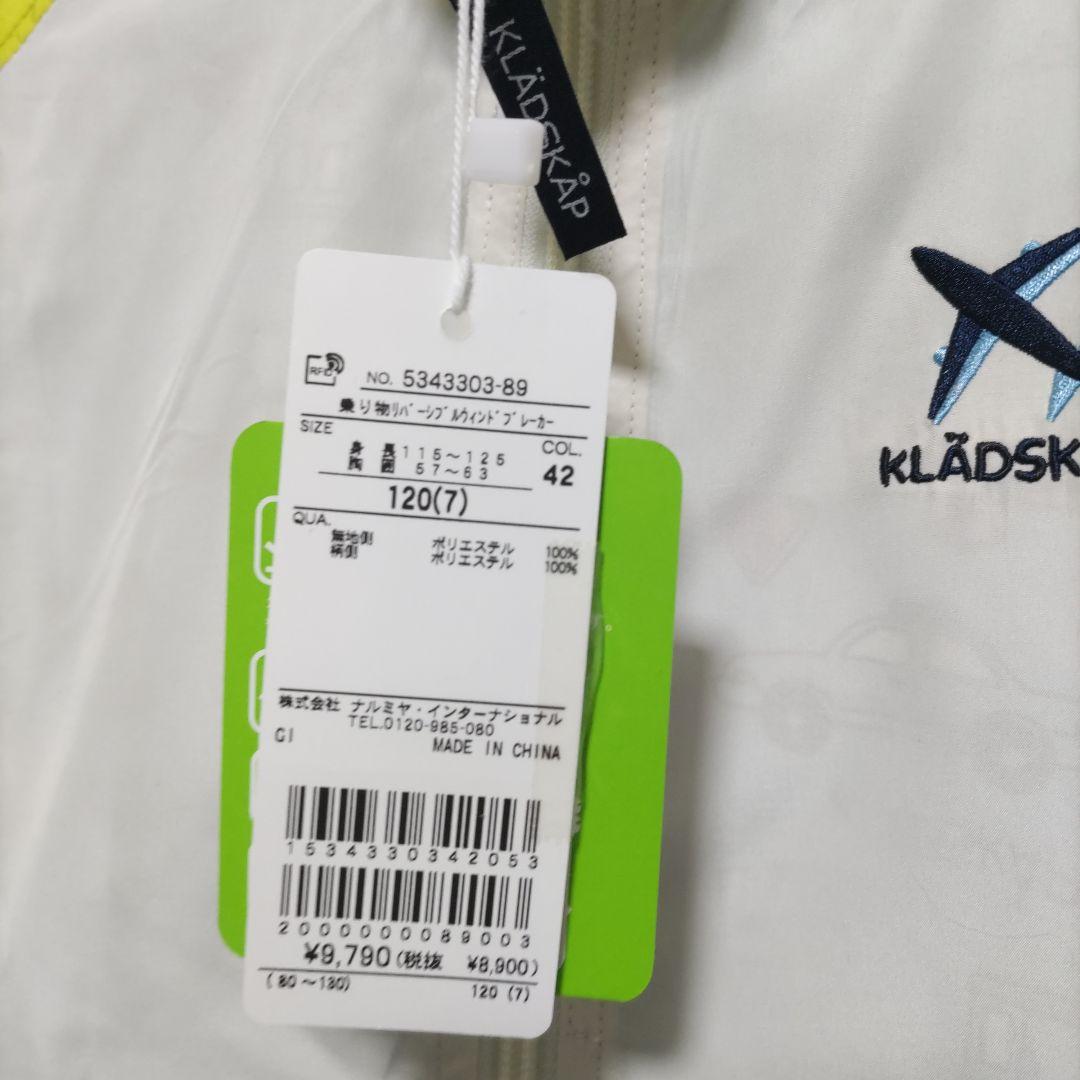 KLÄDSKÅP
RFID
NO. 5343303-89
乗り物リバーシブルウィンドブレーカー
SIZE
COL.
身長 115～125
胸囲 57～63
42
120(7)
QUA.
無地側 ポリエステル 100%
柄側 ポリエステル 100%
株式会社 ナルミヤ・インターナショナル
TEL.0120-985-080
GI MADE IN CHINA
1534330342053
2000000089003
¥9,790(税抜 ¥8,900)
(80～130) 120 (7)
KLÄDSK